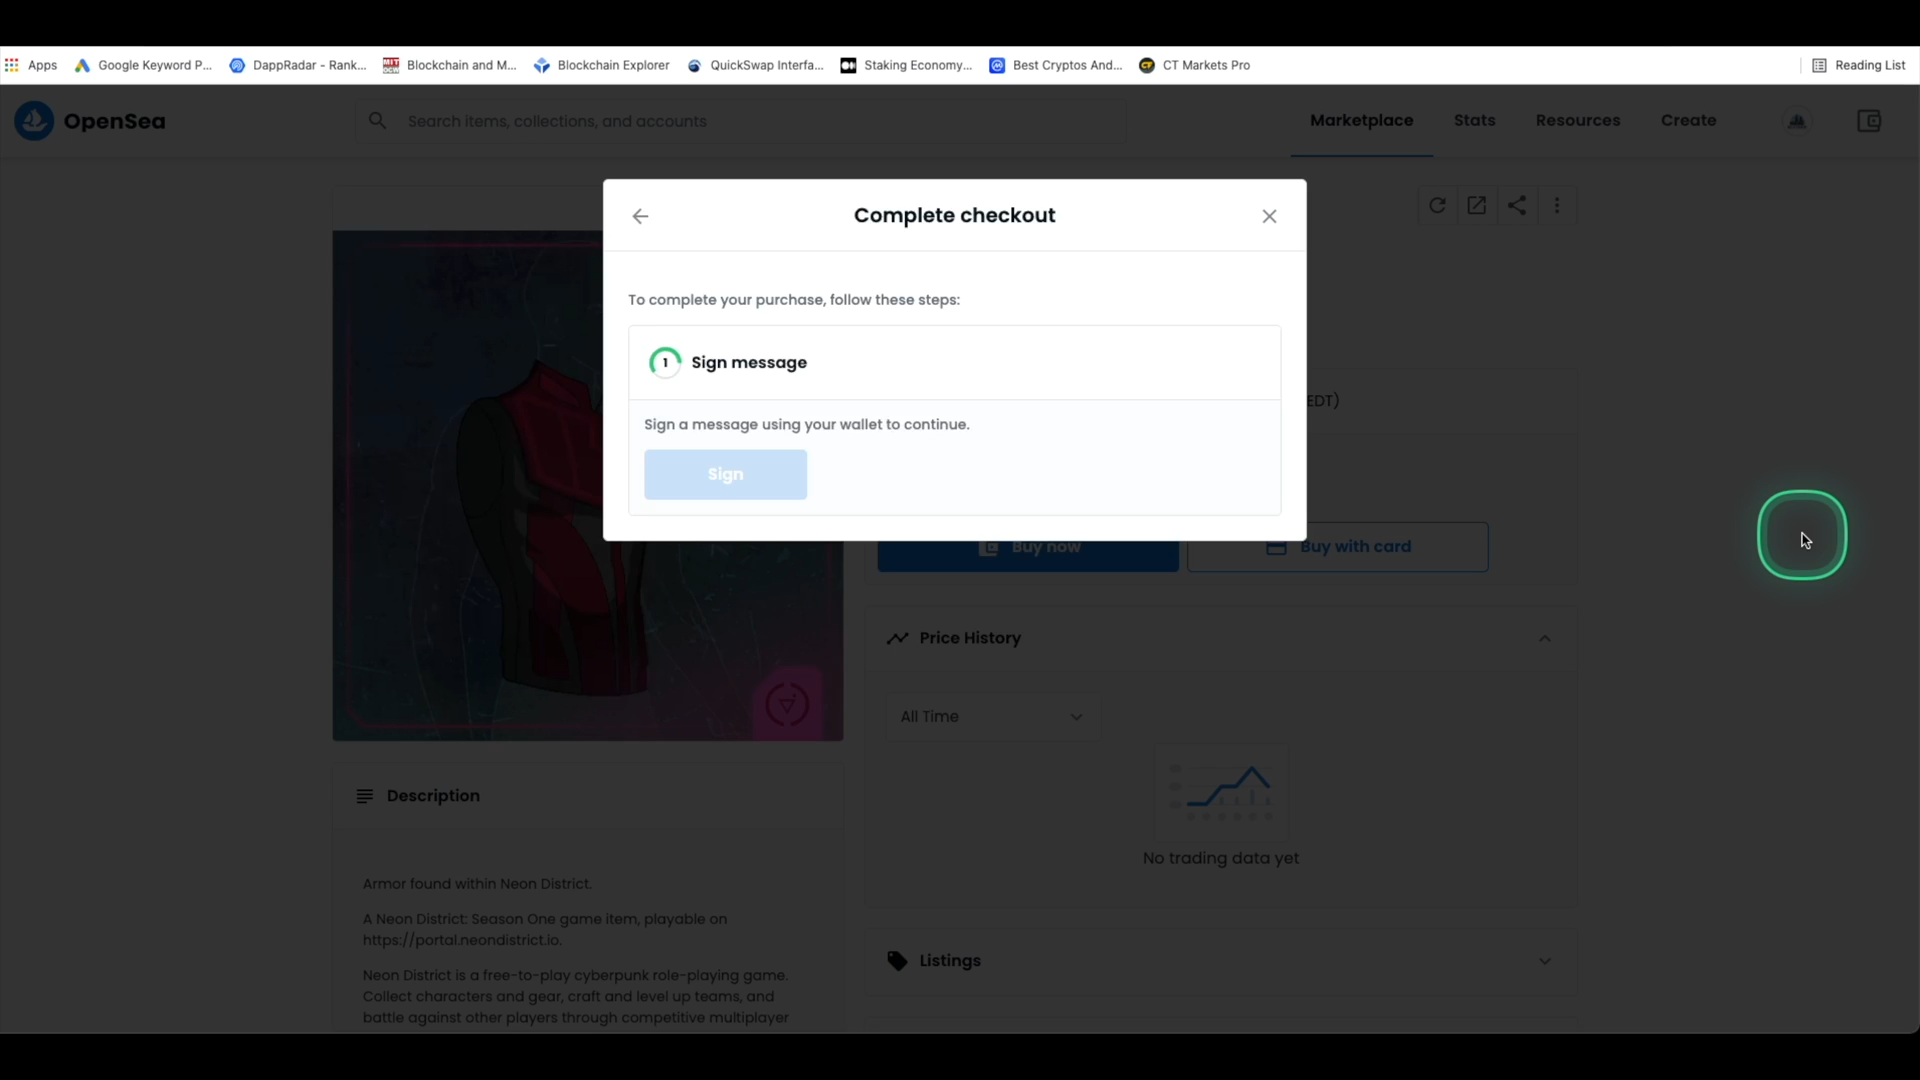 Apps
Google Keyword P...
DappRadar - Rank...
MIT
Blockchain and M...
Blockchain Explorer
QuickSwap Interfa...
Staking Economy...
Best Cryptos And...
CT
CT Markets Pro
Reading List
OpenSea
Search items, collections, and accounts
Marketplace
Stats
Resources
Create
Complete checkout
To complete your purchase, follow these steps:
1
Sign message
Sign a message using your wallet to continue.
Sign
EDT)
Buy now
Buy with card
Price History
All Time
No trading data yet
Listings
Description
Armor found within Neon District.
A Neon District: Season One game item, playable on
https://portal.neondistrict.io.
Neon District is a free-to-play cyberpunk role-playing game.
Collect characters and gear, craft and level up teams, and
battle against other players through competitive multiplayer